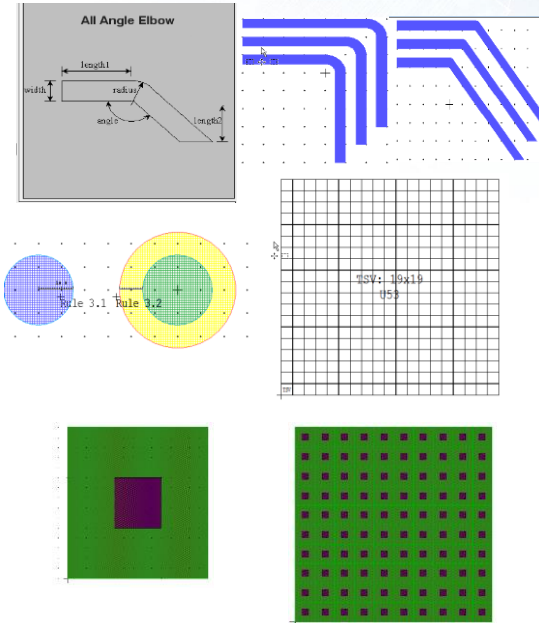 All Angle Elbow
length1
width
radius
angle
length2
Rule 3.1
Rule 3.2
TSV: 19x19
U53